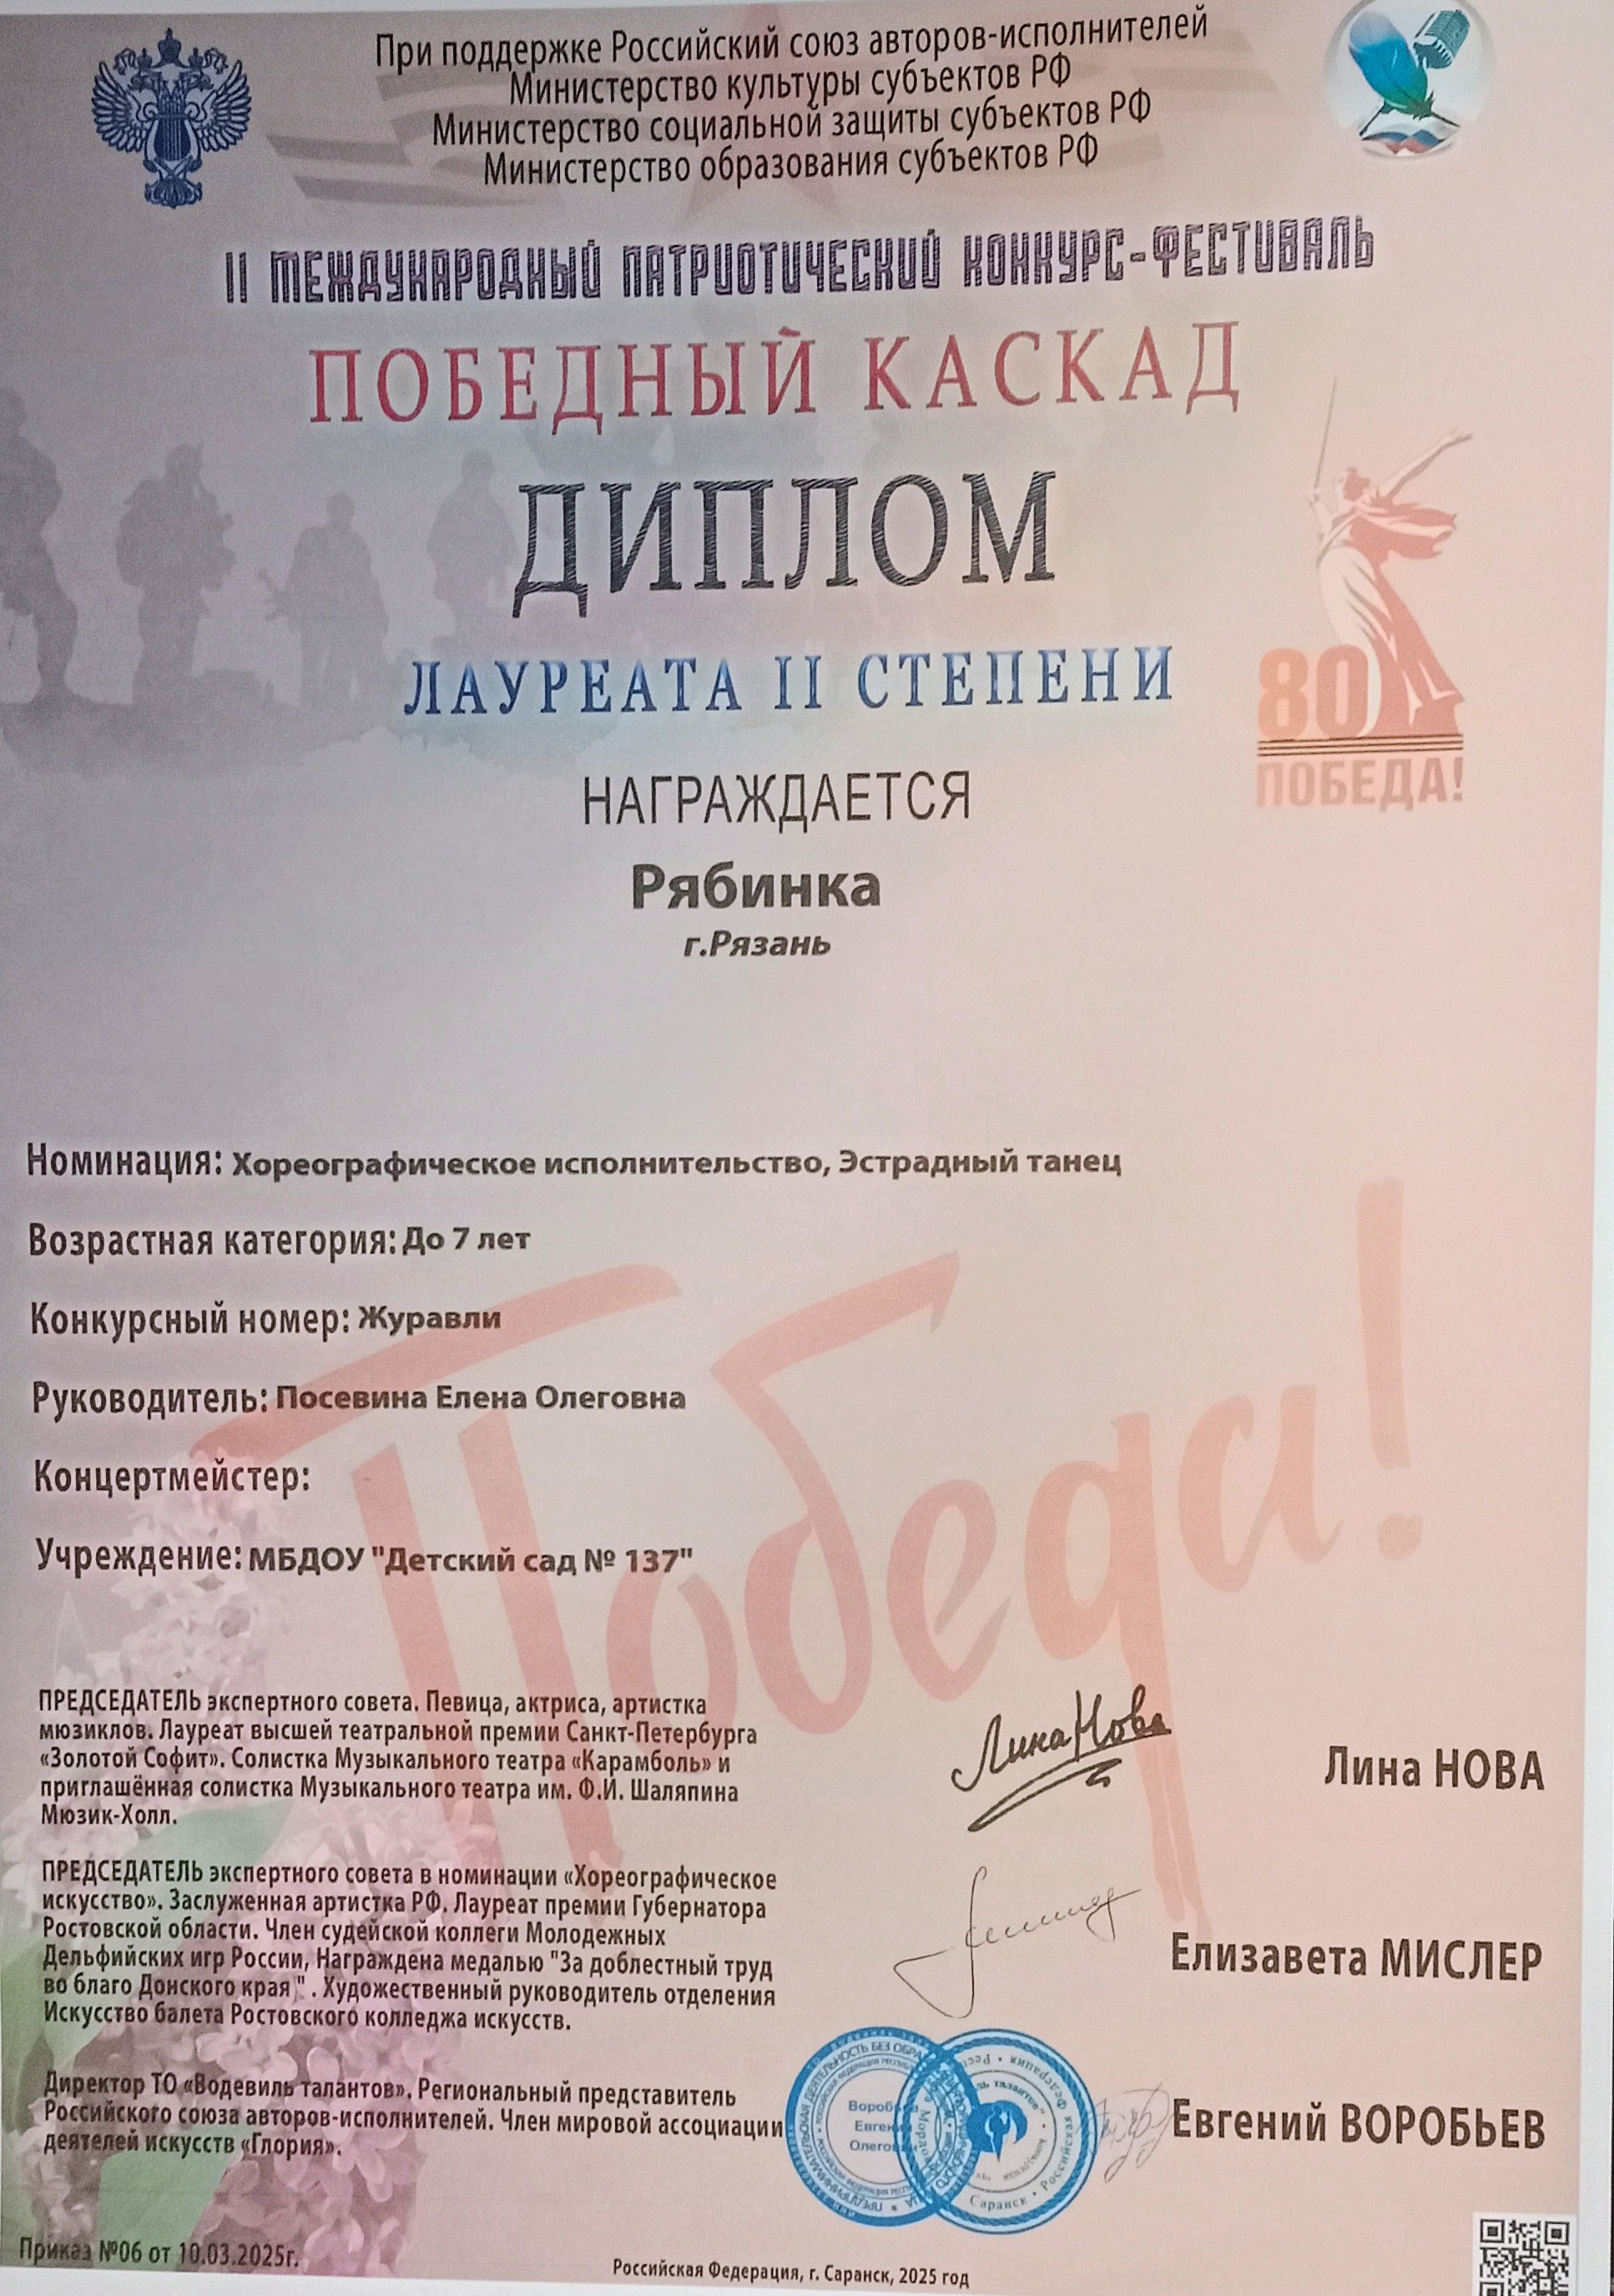 При поддержке Российский союз авторов-исполнителей
Министерство культуры субъектов РФ
Министерство социальной защиты субъектов РФ
Министерство образования субъектов РФ
II МЕЖДУНАРОДНЫЙ ПАТРИОТИЧЕСКИЙ КОНКУРС-ФЕСТИВАЛЬ
ПОБЕДНЫЙ КАСКАД
ДИПЛОМ
ЛАУРЕАТА II СТЕПЕНИ
80
ПОБЕДА!
НАГРАЖДАЕТСЯ
Рябинка
г.Рязань
Номинация: Хореографическое исполнительство, Эстрадный танец
Возрастная категория: До 7 лет
Конкурсный номер: Журавли
Руководитель: Посевина Елена Олеговна
Концертмейстер:
Учреждение: МБДОУ "Детский сад № 137"
Победа!
ПРЕДСЕДАТЕЛЬ экспертного совета. Певица, актриса, артистка
мюзиклов. Лауреат высшей театральной премии Санкт-Петербурга
«Золотой Софит». Солистка Музыкального театра «Карамболь» и
приглашённая солистка Музыкального театра им. Ф.И. Шаляпина
Мюзик-Холл.
Лина Нова
Лина НОВА
ПРЕДСЕДАТЕЛЬ экспертного совета в номинации «Хореографическое
искусство». Заслуженная артистка РФ. Лауреат премии Губернатора
Ростовской области. Член судейской коллеги Молодежных
Дельфийских игр России, Награждена медалью "За доблестный труд
во благо Донского края " . Художественный руководитель отделения
Искусство балета Ростовского колледжа искусств.
Елизавета МИСЛЕР
Директор ТО «Водевиль талантов». Региональный представитель
Российского союза авторов-исполнителей. Член мировой ассоциации
деятелей искусств «Глория».
Евгений ВОРОБЬЕВ
Саранск • Российская Федерация
Приказ №06 от 10.03.2025г.
Российская Федерация, г. Саранск, 2025 год